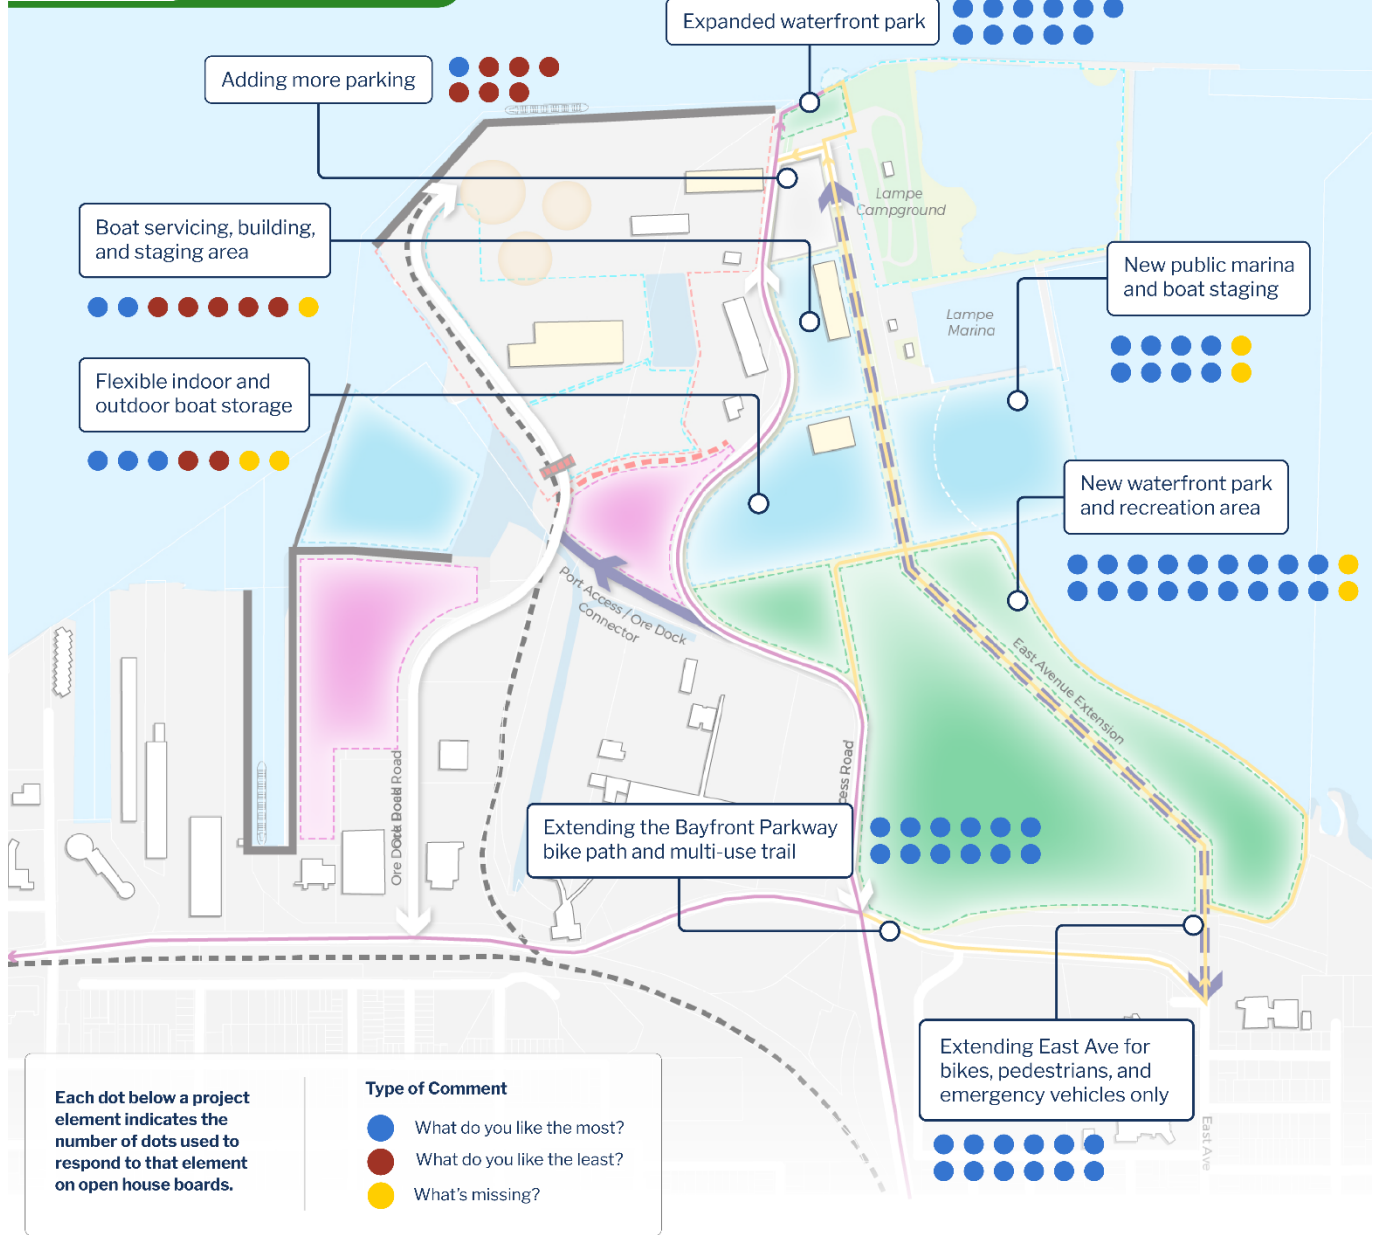 Expanded waterfront park
Adding more parking
Lampe
Campground
Boat servicing, building,
and staging area
New public marina
and boat staging
Lampe
Marina
Flexible indoor and
outdoor boat storage
New waterfront park
and recreation area
Port Access / Ore Dock
Connector
East Avenue Extension
Ore Dock Road
cess Road
Extending the Bayfront Parkway
bike path and multi-use trail
Extending East Ave for
bikes, pedestrians, and
emergency vehicles only
East Ave
Each dot below a project
element indicates the
number of dots used to
respond to that element
on open house boards.
Type of Comment
What do you like the most?
What do you like the least?
What's missing?